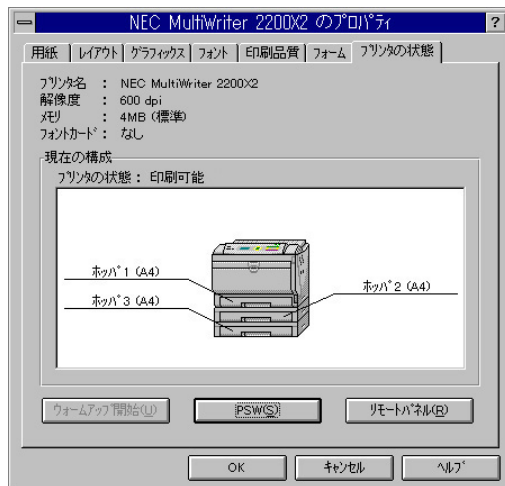 NEC MultiWriter 2200X2 のﾌﾟﾛﾊﾟﾃｨ ?
用紙 ﾚｲｱｳﾄ ｸﾞﾗﾌｨｯｸｽ ﾌｫﾝﾄ 印刷品質 ﾌｫｰﾑ ﾌﾟﾘﾝﾀの状態
ﾌﾟﾘﾝﾀ名 : NEC MultiWriter 2200X2
解像度 : 600 dpi
ﾒﾓﾘ : 4MB (標準)
ﾌｫﾝﾄｶｰﾄﾞ : なし
現在の構成
ﾌﾟﾘﾝﾀの状態 : 印刷可能
ﾎｯﾊﾟ1 (A4)
ﾎｯﾊﾟ2 (A4)
ﾎｯﾊﾟ3 (A4)
ｳｫｰﾑｱｯﾌﾟ開始(U) PSW(S) ﾘﾓｰﾄﾊﾟﾈﾙ(R)
OK ｷｬﾝｾﾙ ﾍﾙﾌﾟ